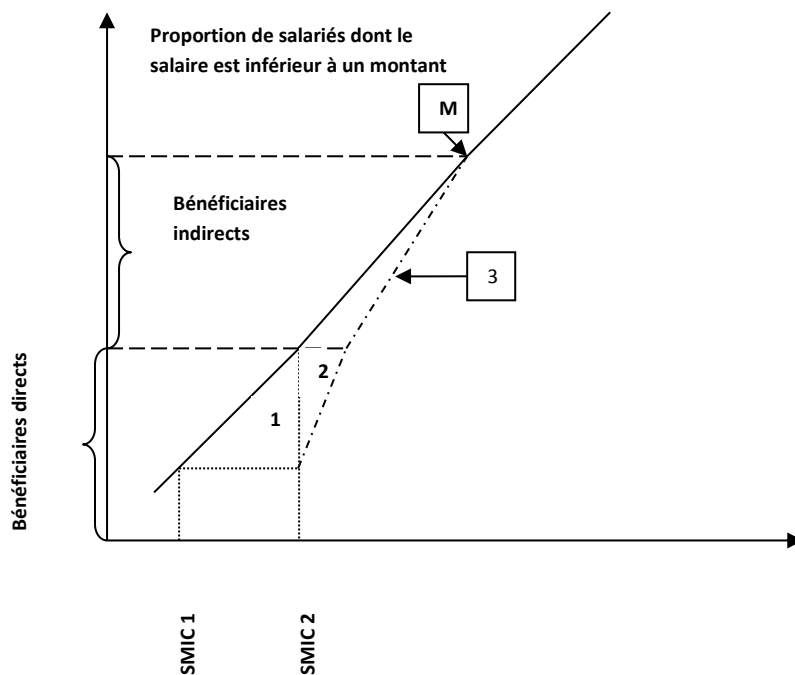 Proportion de salariés dont le
salaire est inférieur à un montant
M
Bénéficiaires
indirects
3
2
1
Bénéficiaires directs
SMIC 1
SMIC 2